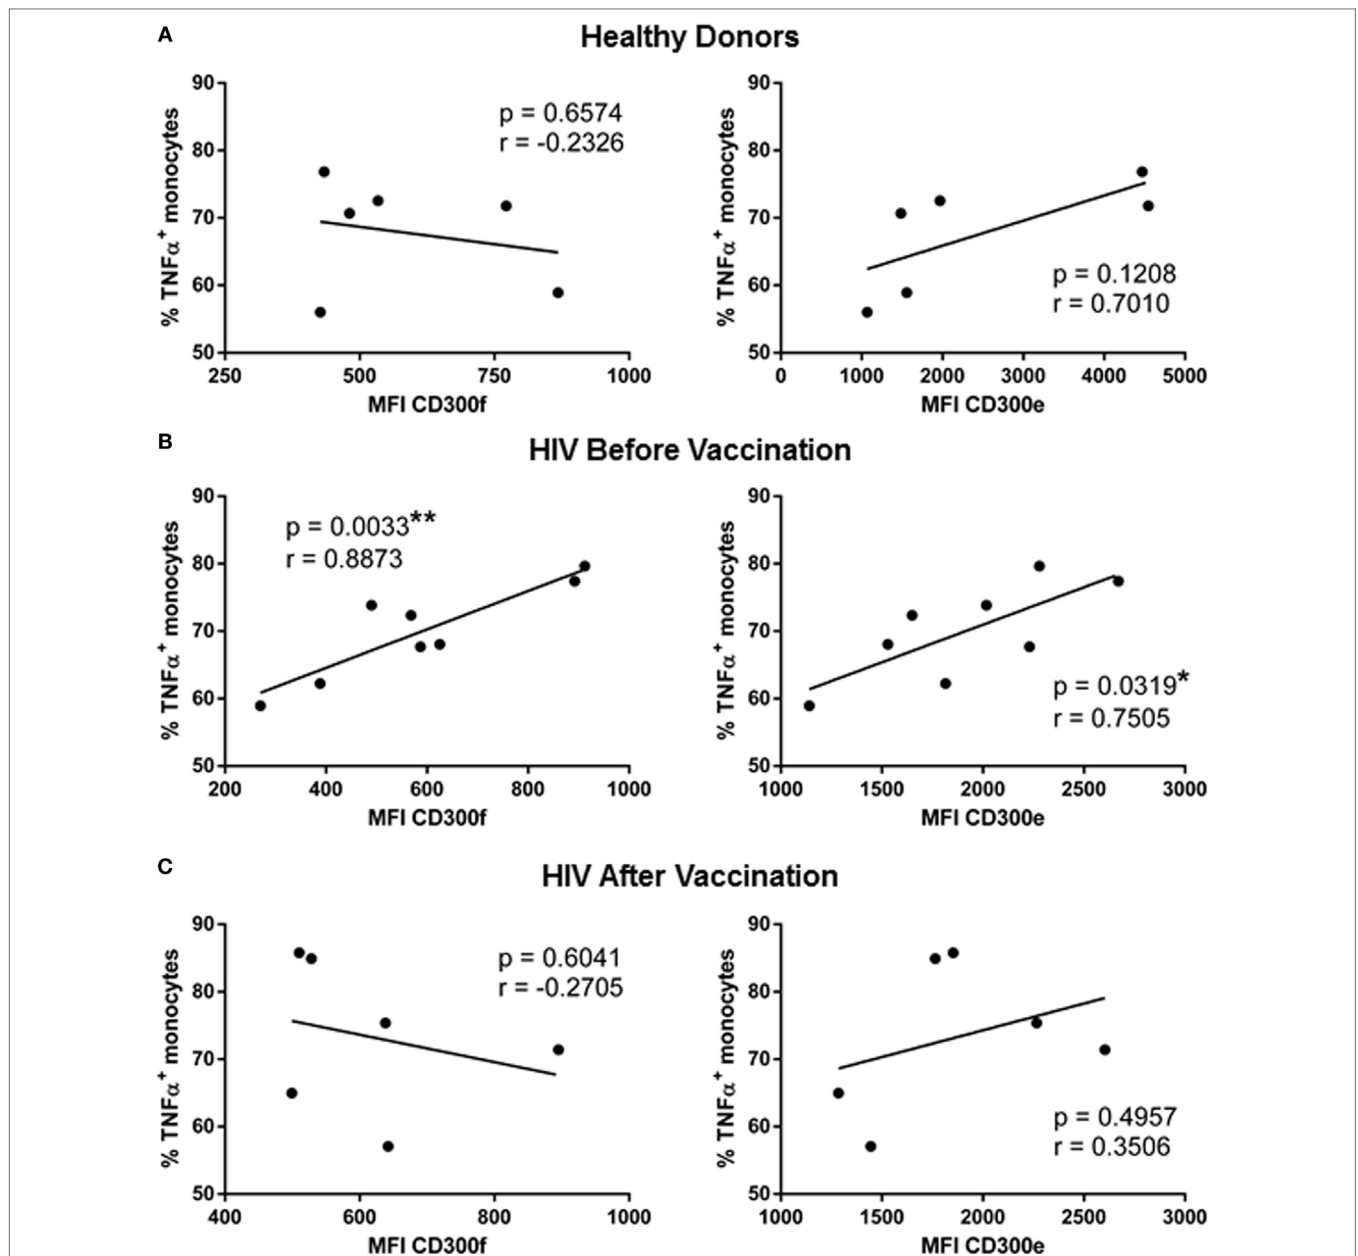 A
Healthy Donors
% TNFα+ monocytes
90
80
70
60
50
p = 0.6574
r = -0.2326
250 500 750 1000
MFI CD300f
% TNFα+ monocytes
90
80
70
60
50
p = 0.1208
r = 0.7010
0 1000 2000 3000 4000 5000
MFI CD300e
B
HIV Before Vaccination
% TNFα+ monocytes
90
80
70
60
50
p = 0.0033**
r = 0.8873
200 400 600 800 1000
MFI CD300f
% TNFα+ monocytes
90
80
70
60
50
p = 0.0319*
r = 0.7505
1000 1500 2000 2500 3000
MFI CD300e
C
HIV After Vaccination
% TNFα+ monocytes
90
80
70
60
50
p = 0.6041
r = -0.2705
400 600 800 1000
MFI CD300f
% TNFα+ monocytes
90
80
70
60
50
p = 0.4957
r = 0.3506
1000 1500 2000 2500 3000
MFI CD300e